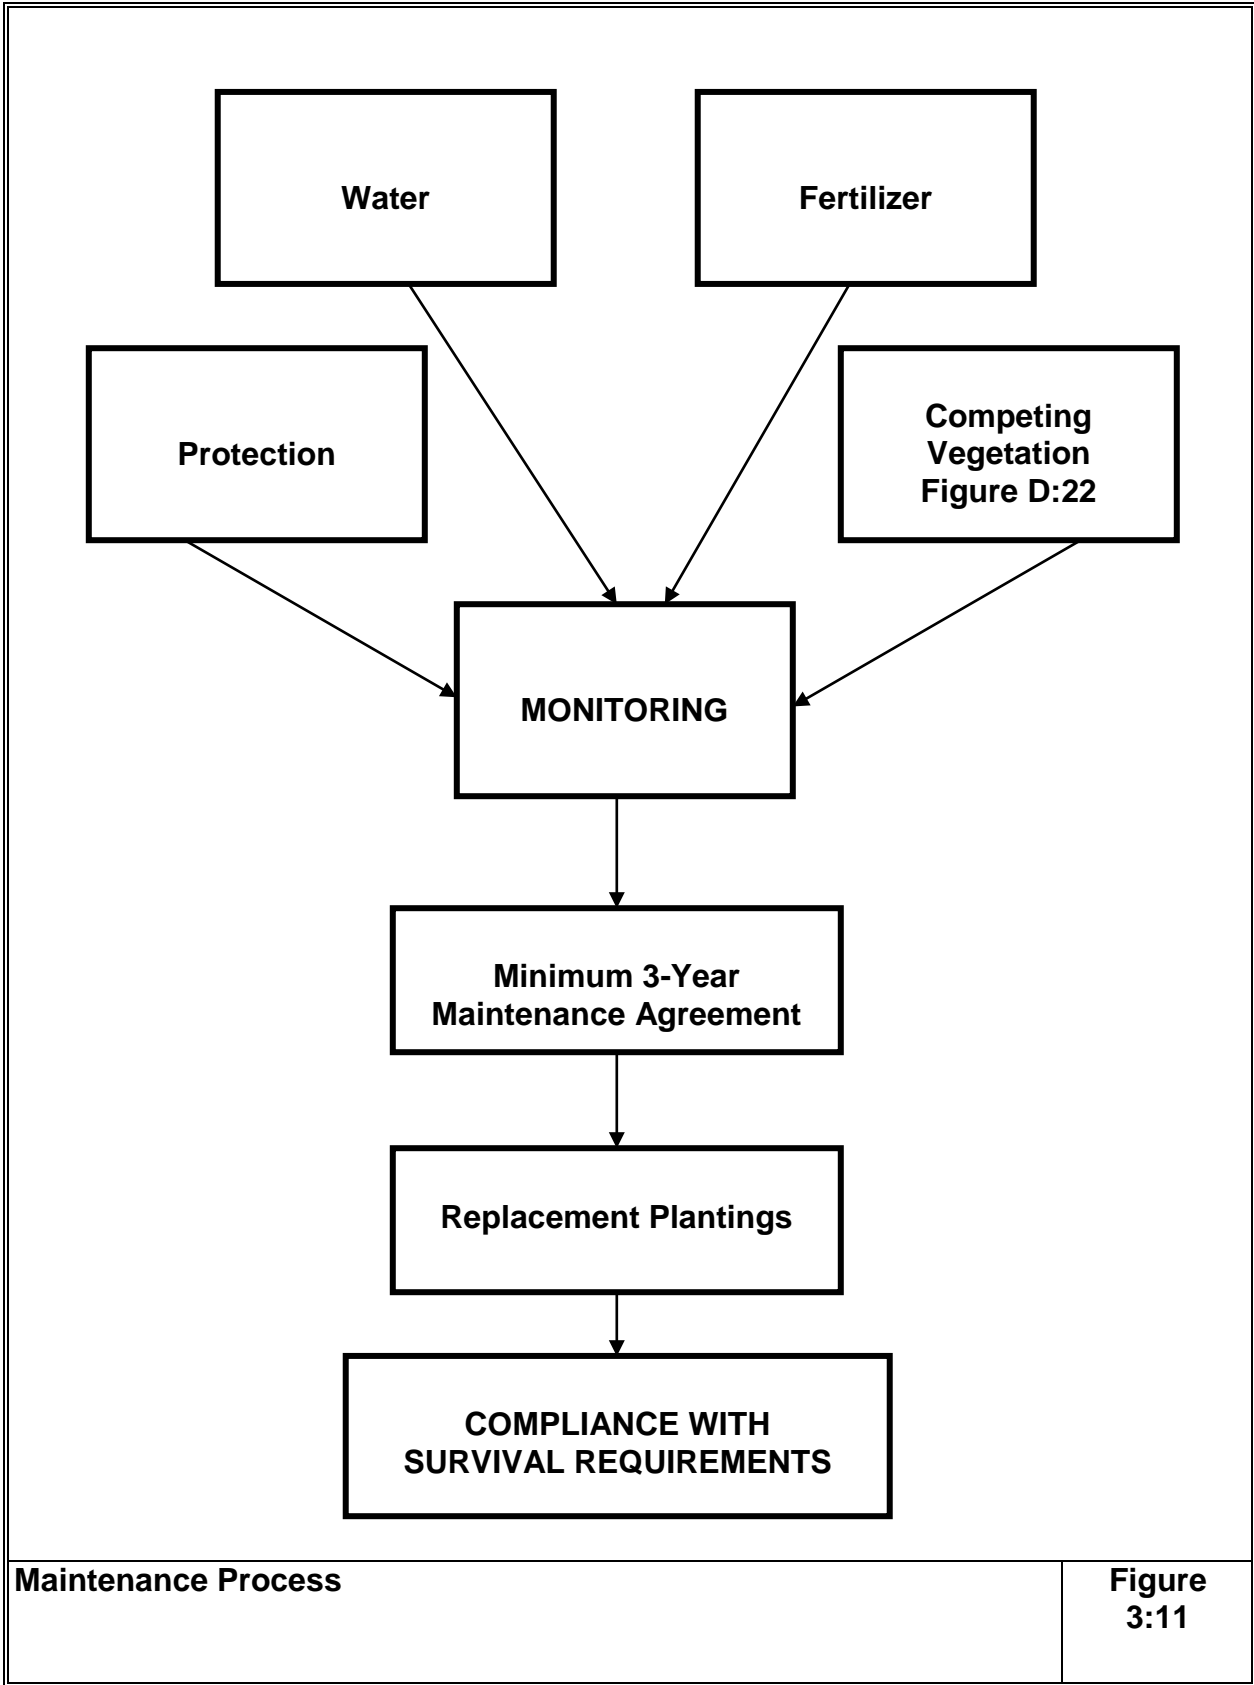 Water
Fertilizer
Protection
Competing
Vegetation
Figure D:22
MONITORING
Minimum 3-Year
Maintenance Agreement
Replacement Plantings
COMPLIANCE WITH
SURVIVAL REQUIREMENTS
Maintenance Process
Figure
3:11